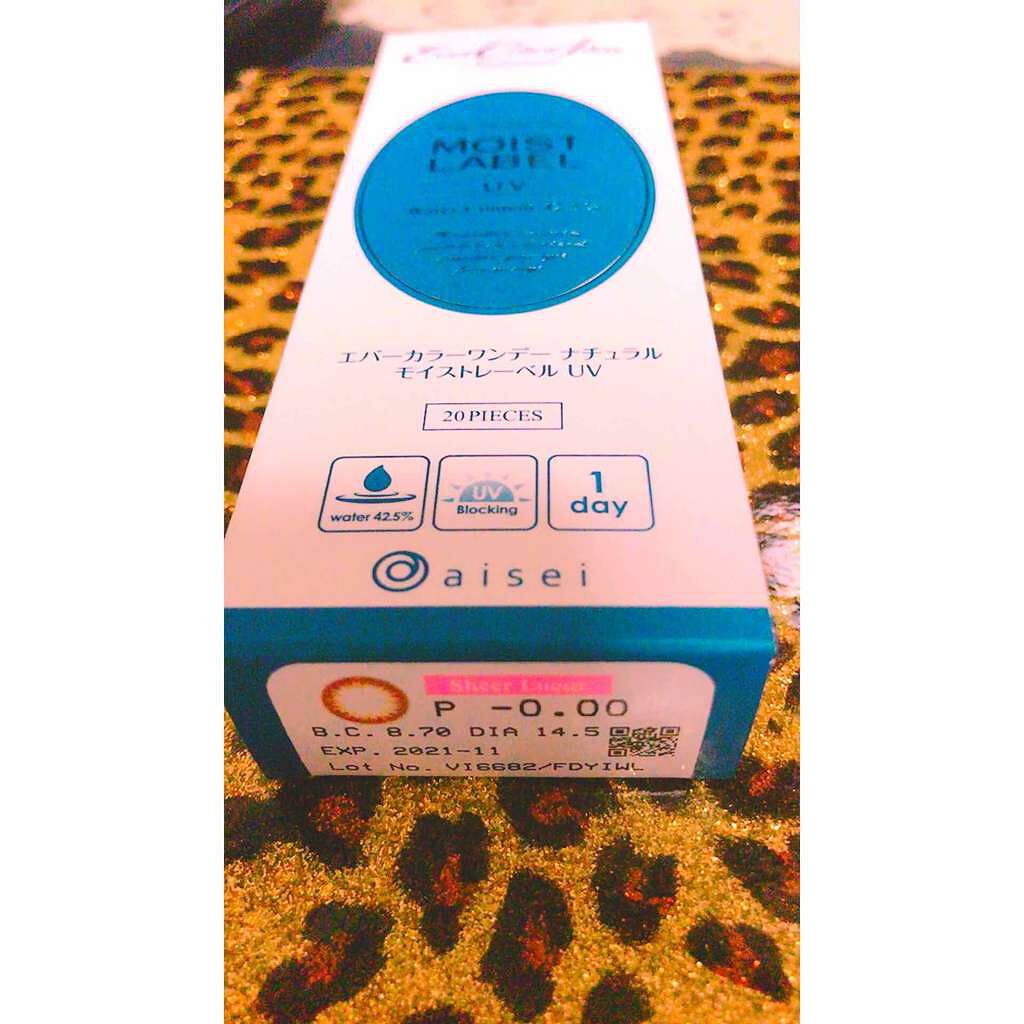 MOIST
LABEL
UV
エバーカラーワンデー ナチュラル
モイストレーベル UV
20 PIECES
water 42.5%
UV
Blocking
1
day
aisei
Sheer Lueur
P -0.00
B.C. 8.70 DIA 14.5
EXP. 2021-11
Lot No. VI6682/FDYIWL